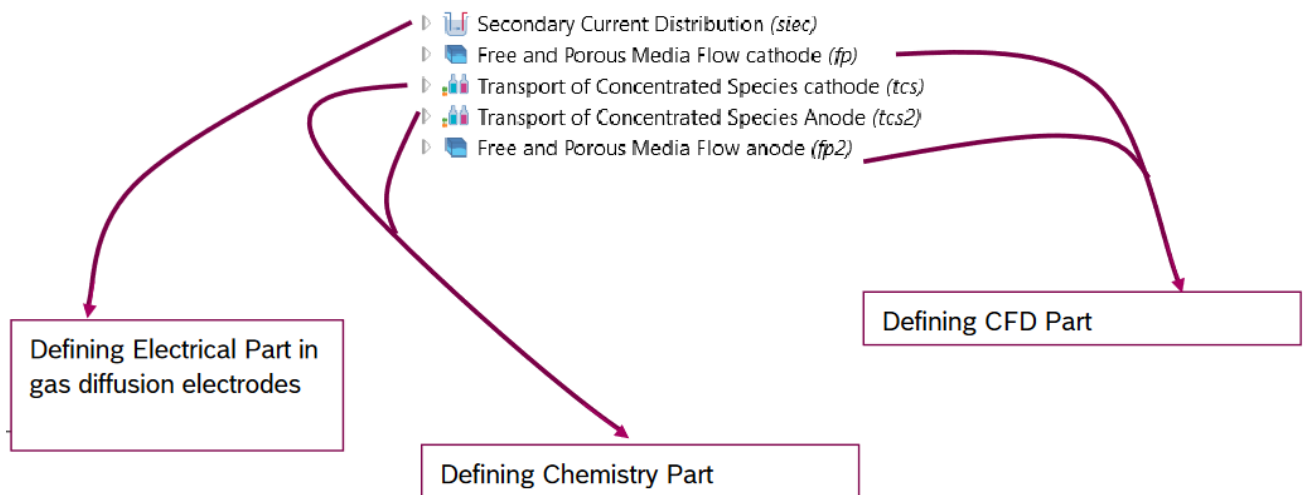 Secondary Current Distribution (siec)
Free and Porous Media Flow cathode (fp)
Transport of Concentrated Species cathode (tcs)
Transport of Concentrated Species Anode (tcs2)
Free and Porous Media Flow anode (fp2)
Defining CFD Part
Defining Electrical Part in
gas diffusion electrodes
Defining Chemistry Part